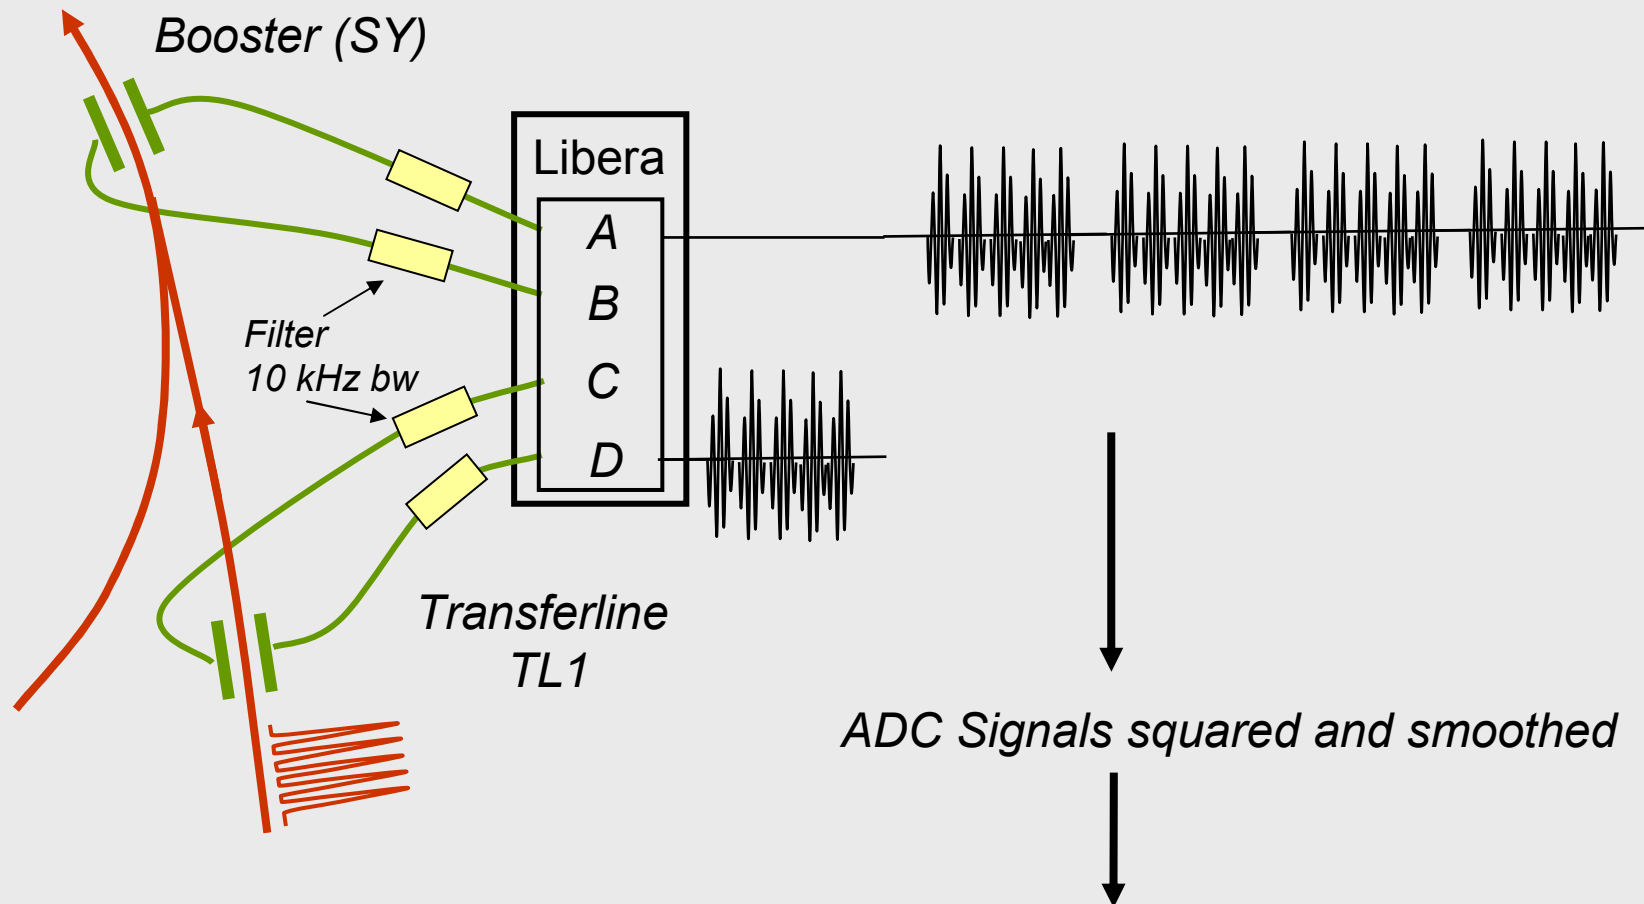 Booster (SY)
Libera
A
B
C
D
Filter
10 kHz bw
Transferline
TL1
ADC Signals squared and smoothed